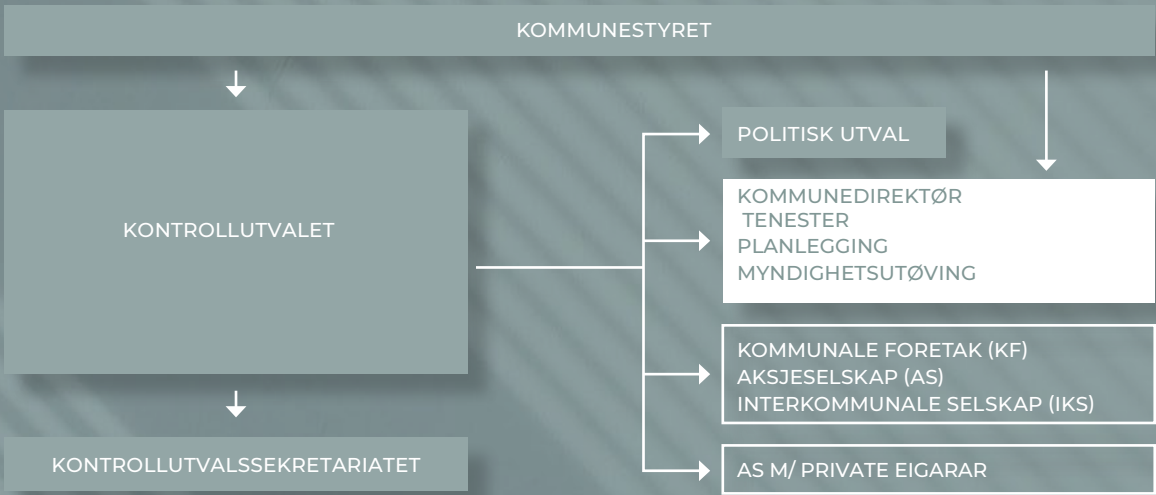 KOMMUNESTYRET
KONTROLLUTVALET
KONTROLLUTVALSSEKRETARIATET
POLITISK UTVAL
KOMMUNEDIREKTØR
TENESTER
PLANLEGGING
MYNDIGHETSUTØVING
KOMMUNALE FORETAK (KF)
AKSJESELSKAP (AS)
INTERKOMMUNALE SELSKAP (IKS)
AS M/ PRIVATE EIGARAR